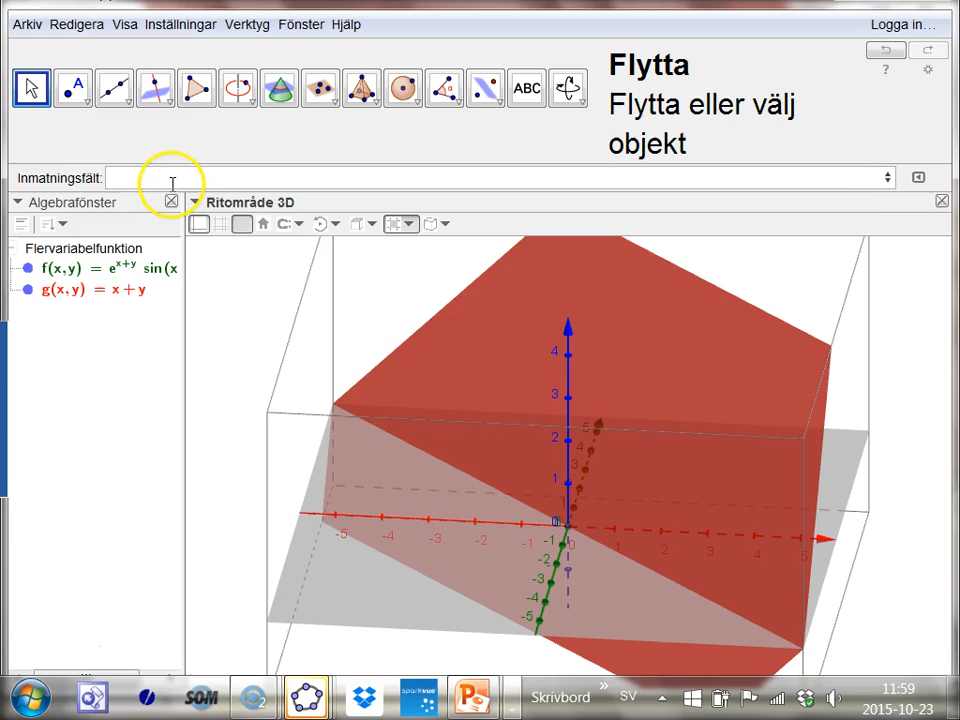 Arkiv Redigera Visa Inställningar Verktyg Fönster Hjälp Logga in...
A ABC
Flytta
Flytta eller välj
objekt
?
Inmatningsfält:
Algebrafönster
Ritområde 3D
Flervariabelfunktion
f(x,y) = e^x+y sin(x
g(x,y) = x + y
4
3
2
1
0
5
4
3
1
-5 -4 -3 -2 -1 0 1 2 3 4 5
-1
-2
-3
-4
-5
SOM
sparkvue
Skrivbord » SV
11:59
2015-10-23